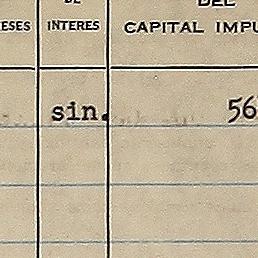 DE DEL
ESES INTERES CAPITAL IMPU
sin. 56